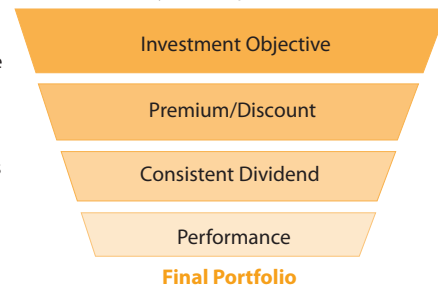 Investment Objective
Premium/Discount
Consistent Dividend
Performance
Final Portfolio